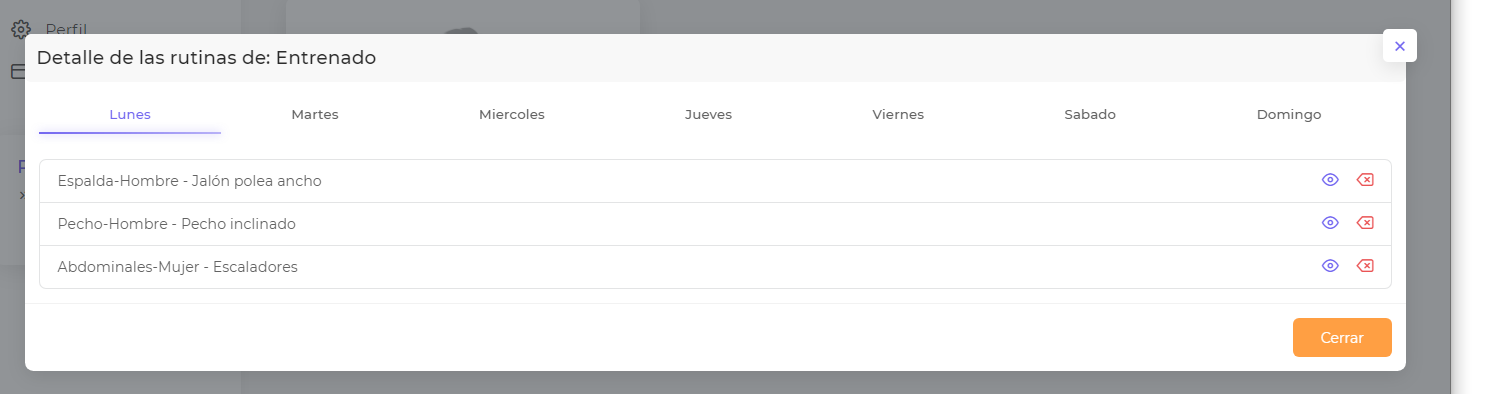 Perfil
Detalle de las rutinas de: Entrenado
Lunes Martes Miercoles Jueves Viernes Sabado Domingo
Espalda-Hombre - Jalón polea ancho
Pecho-Hombre - Pecho inclinado
Abdominales-Mujer - Escaladores
Cerrar